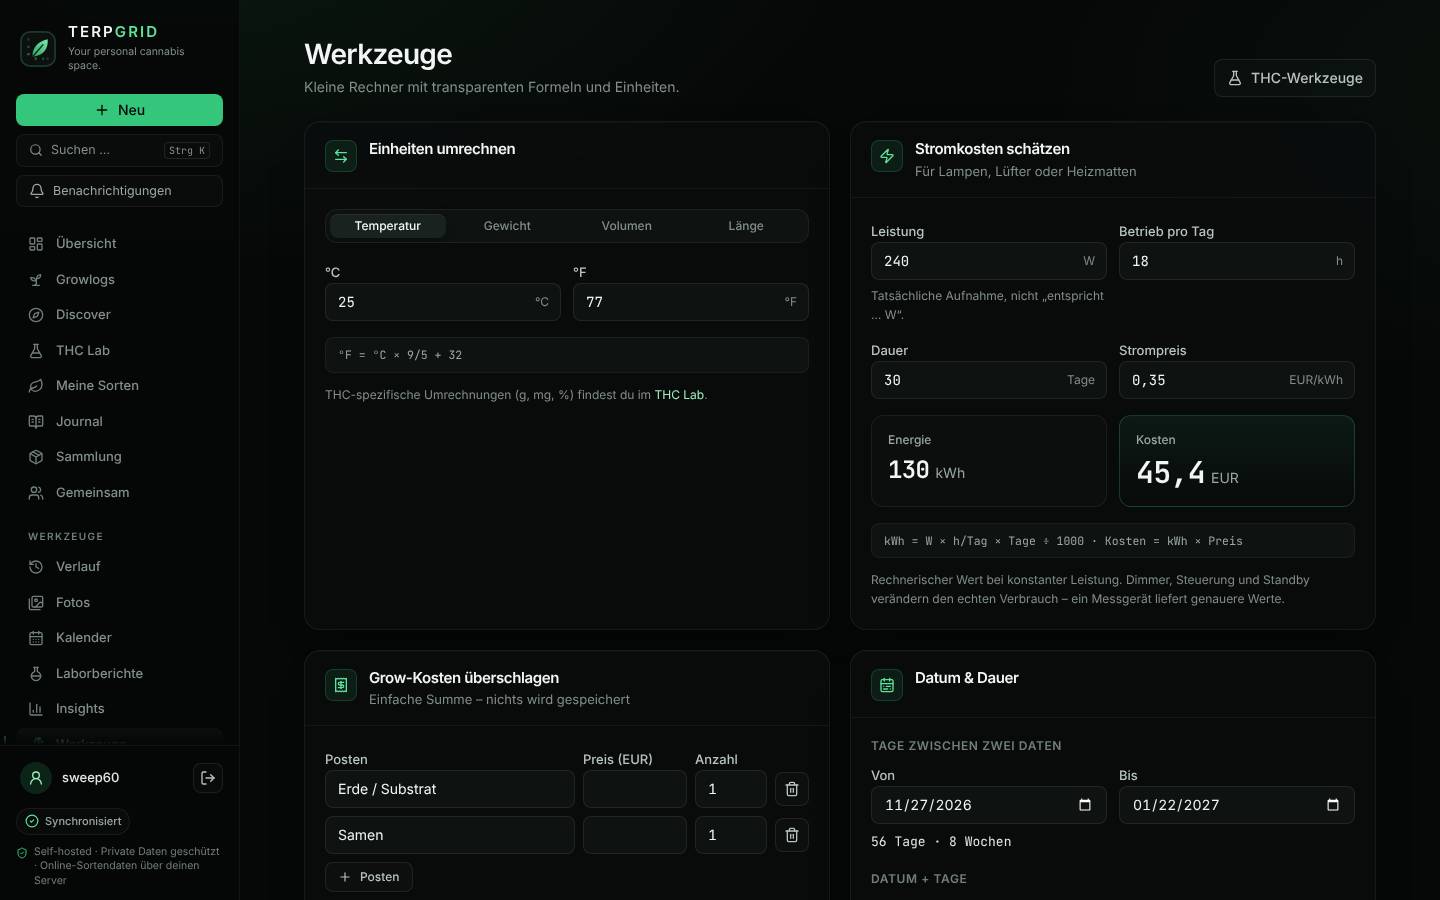 TERPGRID
Your personal cannabis
space.
Neu
Suchen ... Strg K
Benachrichtigungen
Übersicht
Growlogs
Discover
THC Lab
Meine Sorten
Journal
Sammlung
Gemeinsam
WERKZEUGE
Verlauf
Fotos
Kalender
Laborberichte
Insights
Werkzeuge
sweep60
Synchronisiert
Self-hosted · Private Daten geschützt
· Online-Sortendaten über deinen
Server
Werkzeuge
Kleine Rechner mit transparenten Formeln und Einheiten.
THC-Werkzeuge
Einheiten umrechnen
Temperatur Gewicht Volumen Länge
°C °F
25 °C 77 °F
°F = °C × 9/5 + 32
THC-spezifische Umrechnungen (g, mg, %) findest du im THC Lab.
Stromkosten schätzen
Für Lampen, Lüfter oder Heizmatten
Leistung Betrieb pro Tag
240 W 18 h
Tatsächliche Aufnahme, nicht „entspricht
... W“.
Dauer Strompreis
30 Tage 0,35 EUR/kWh
Energie Kosten
130 kWh 45,4 EUR
kWh = W × h/Tag × Tage ÷ 1000 · Kosten = kWh × Preis
Rechnerischer Wert bei konstanter Leistung. Dimmer, Steuerung und Standby
verändern den echten Verbrauch – ein Messgerät liefert genauere Werte.
Grow-Kosten überschlagen
Einfache Summe – nichts wird gespeichert
Posten Preis (EUR) Anzahl
Erde / Substrat 1
Samen 1
Posten
Datum & Dauer
TAGE ZWISCHEN ZWEI DATEN
Von Bis
11/27/2026 01/22/2027
56 Tage · 8 Wochen
DATUM + TAGE